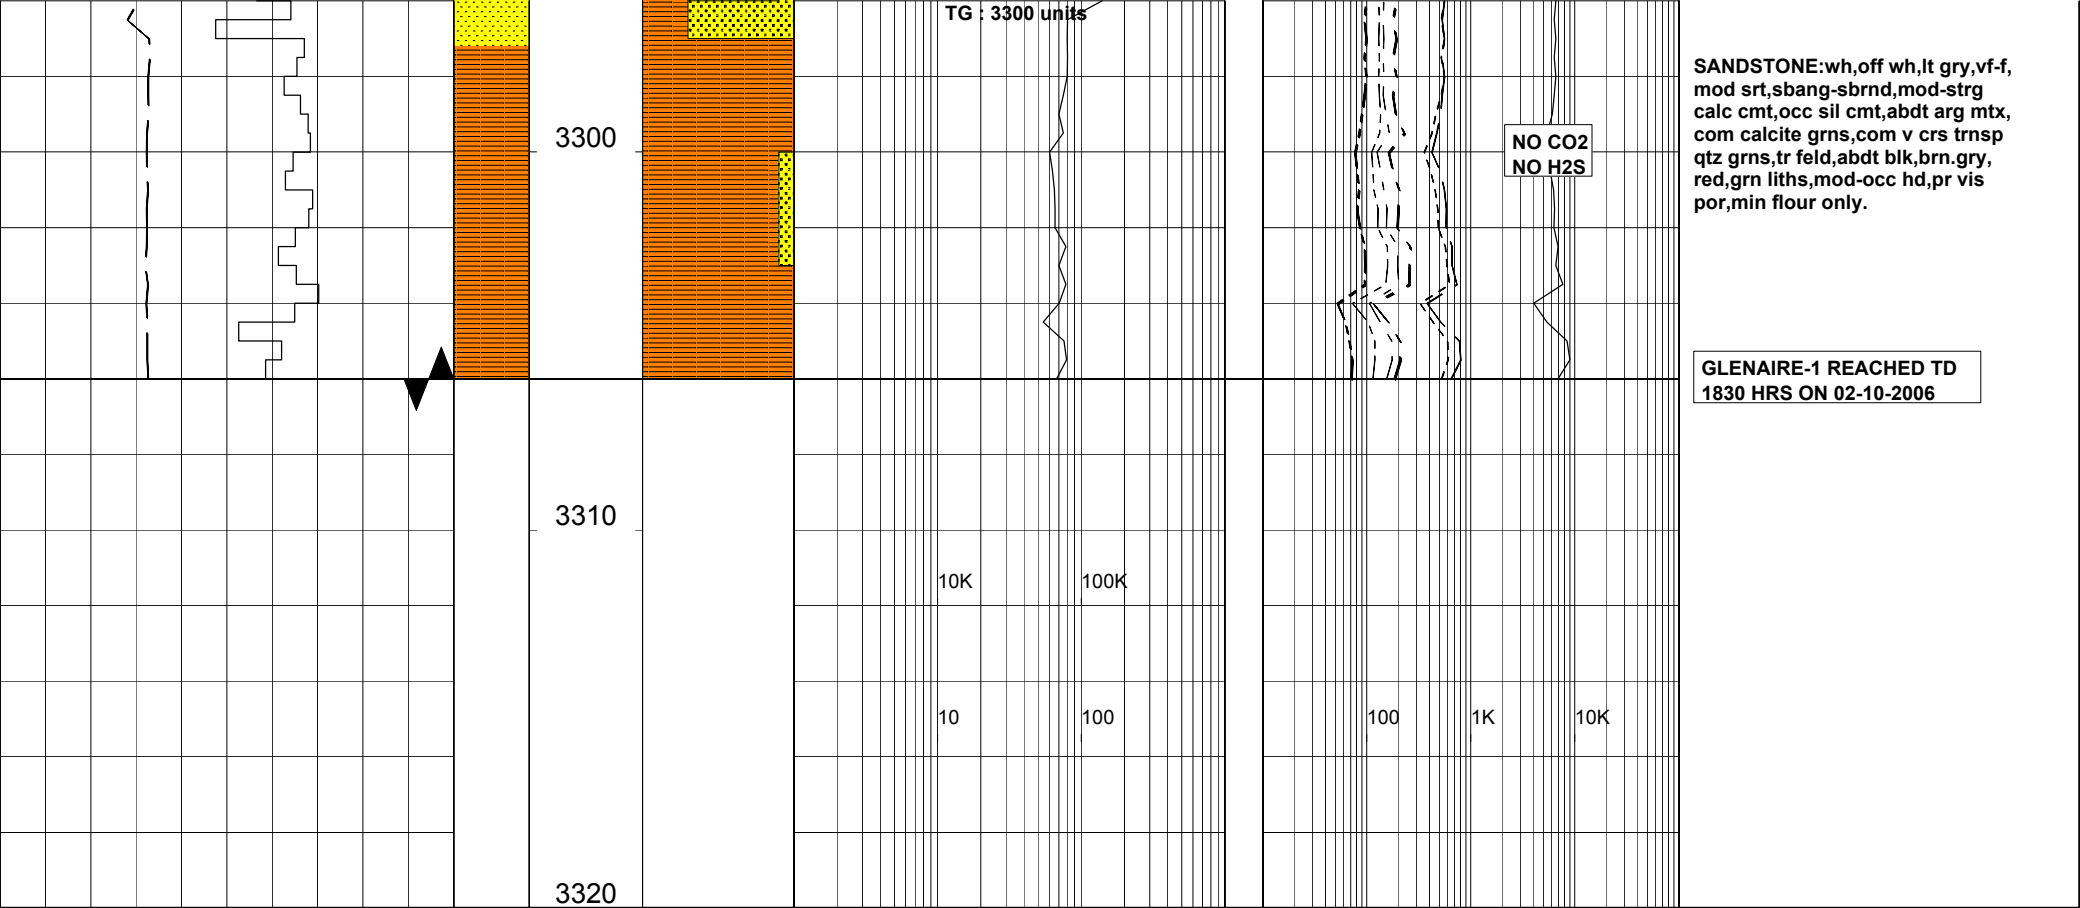 TG : 3300 units
SANDSTONE:wh,off wh,lt gry,vf-f,
mod srt,sbang-sbrnd,mod-strg
calc cmt,occ sil cmt,abdt arg mtx,
com calcite grns,com v crs trnsp
qtz grns,tr feld,abdt blk,brn.gry,
red,grn liths,mod-occ hd,pr vis
por,min flour only.
3300
NO CO2
NO H2S
GLENAIRE-1 REACHED TD
1830 HRS ON 02-10-2006
3310
10K
100K
10
100
100
1K
10K
3320